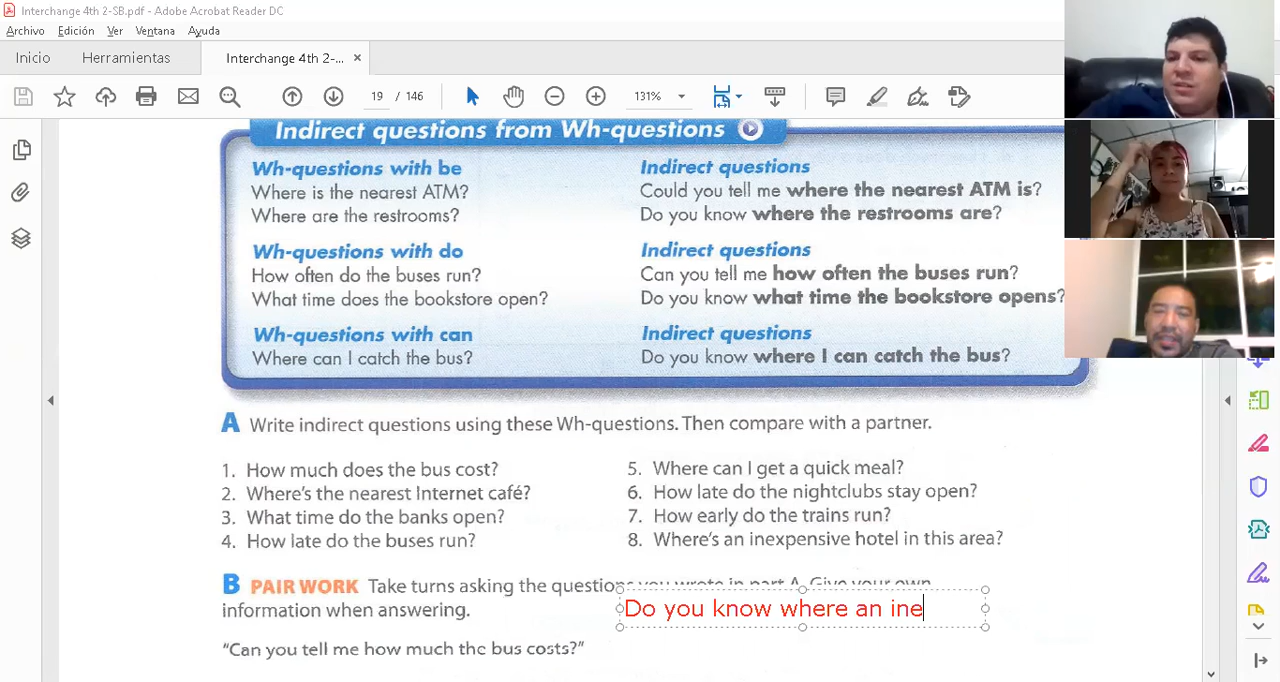 Interchange 4th 2-SB.pdf - Adobe Acrobat Reader DC
Archivo Edición Ver Ventana Ayuda
Inicio Herramientas Interchange 4th 2-... ×
19 / 146 131%
Indirect questions from Wh-questions
Wh-questions with be
Where is the nearest ATM?
Where are the restrooms?
Indirect questions
Could you tell me where the nearest ATM is?
Do you know where the restrooms are?
Wh-questions with do
How often do the buses run?
What time does the bookstore open?
Indirect questions
Can you tell me how often the buses run?
Do you know what time the bookstore opens?
Wh-questions with can
Where can I catch the bus?
Indirect questions
Do you know where I can catch the bus?
A Write indirect questions using these Wh-questions. Then compare with a partner.
1. How much does the bus cost?
2. Where's the nearest Internet café?
3. What time do the banks open?
4. How late do the buses run?
5. Where can I get a quick meal?
6. How late do the nightclubs stay open?
7. How early do the trains run?
8. Where's an inexpensive hotel in this area?
B PAIR WORK Take turns asking the questions you wrote in part A. Give your own
information when answering.
Do you know where an ine
"Can you tell me how much the bus costs?"